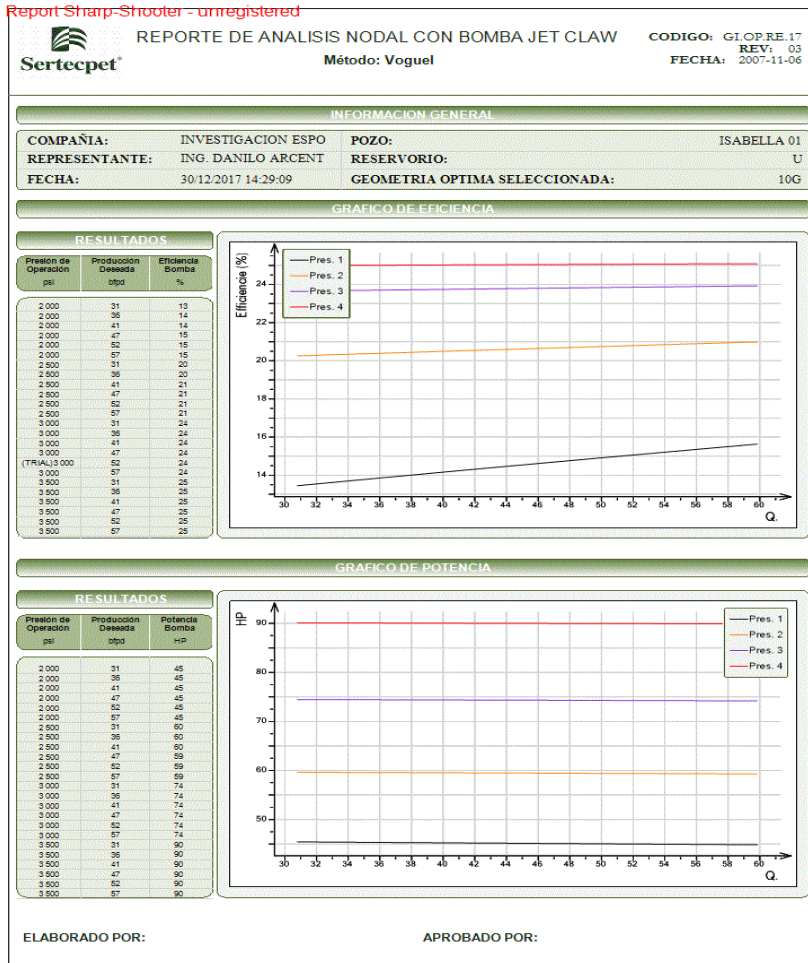 Report Sharp-Shooter - unregistered
Sertecpet
REPORTE DE ANALISIS NODAL CON BOMBA JET CLAW
Método: Voguel
CODIGO: GI.OP.RE.17
REV: 03
FECHA: 2007-11-06
INFORMACION GENERAL
COMPAÑIA: INVESTIGACION ESPO POZO: ISABELLA 01
REPRESENTANTE: ING. DANILO ARCENT RESERVORIO: U
FECHA: 30/12/2017 14:29:09 GEOMETRIA OPTIMA SELECCIONADA: 10G
GRAFICO DE EFICIENCIA
RESULTADOS
Presión de Operación Producción Deseada Eficiencia Bomba
psi bfpd %
2 000 31 13
2 000 36 14
2 000 41 14
2 000 47 15
2 000 52 15
2 000 57 15
2 500 31 20
2 500 36 20
2 500 41 21
2 500 47 21
2 500 52 21
2 500 57 21
3 000 31 24
3 000 36 24
3 000 41 24
3 000 47 24
(TRIAL)3 000 52 24
3 000 57 24
3 500 31 25
3 500 36 25
3 500 41 25
3 500 47 25
3 500 52 25
3 500 57 25
Efficiencie (%)
Pres. 1
Pres. 2
Pres. 3
Pres. 4
24
22
20
18
16
14
30 32 34 36 38 40 42 44 46 48 50 52 54 56 58 60
Q.
GRAFICO DE POTENCIA
RESULTADOS
Presión de Operación Producción Deseada Potencia Bomba
psi bfpd HP
2 000 31 45
2 000 36 45
2 000 41 45
2 000 47 45
2 000 52 45
2 000 57 45
2 500 31 60
2 500 36 60
2 500 41 60
2 500 47 59
2 500 52 59
2 500 57 59
3 000 31 74
3 000 36 74
3 000 41 74
3 000 47 74
3 000 52 74
3 000 57 74
3 500 31 90
3 500 36 90
3 500 41 90
3 500 47 90
3 500 52 90
3 500 57 90
HP
Pres. 1
Pres. 2
Pres. 3
Pres. 4
90
80
70
60
50
30 32 34 36 38 40 42 44 46 48 50 52 54 56 58 60
Q.
ELABORADO POR: APROBADO POR: